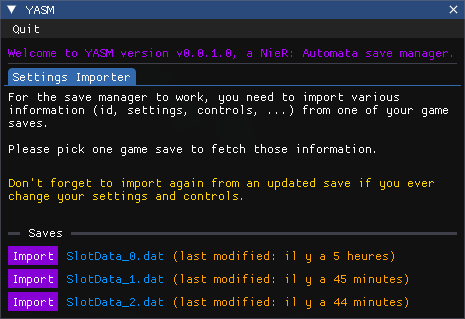 YASM
Quit
Welcome to YASM version v0.0.1.0, a NieR: Automata save manager.
Settings Importer
For the save manager to work, you need to import various
information (id, settings, controls, ...) from one of your game
saves.
Please pick one game save to fetch those information.
Don't forget to import again from an updated save if you ever
change your settings and controls.
Saves
Import SlotData_0.dat (last modified: il y a 5 heures)
Import SlotData_1.dat (last modified: il y a 45 minutes)
Import SlotData_2.dat (last modified: il y a 44 minutes)